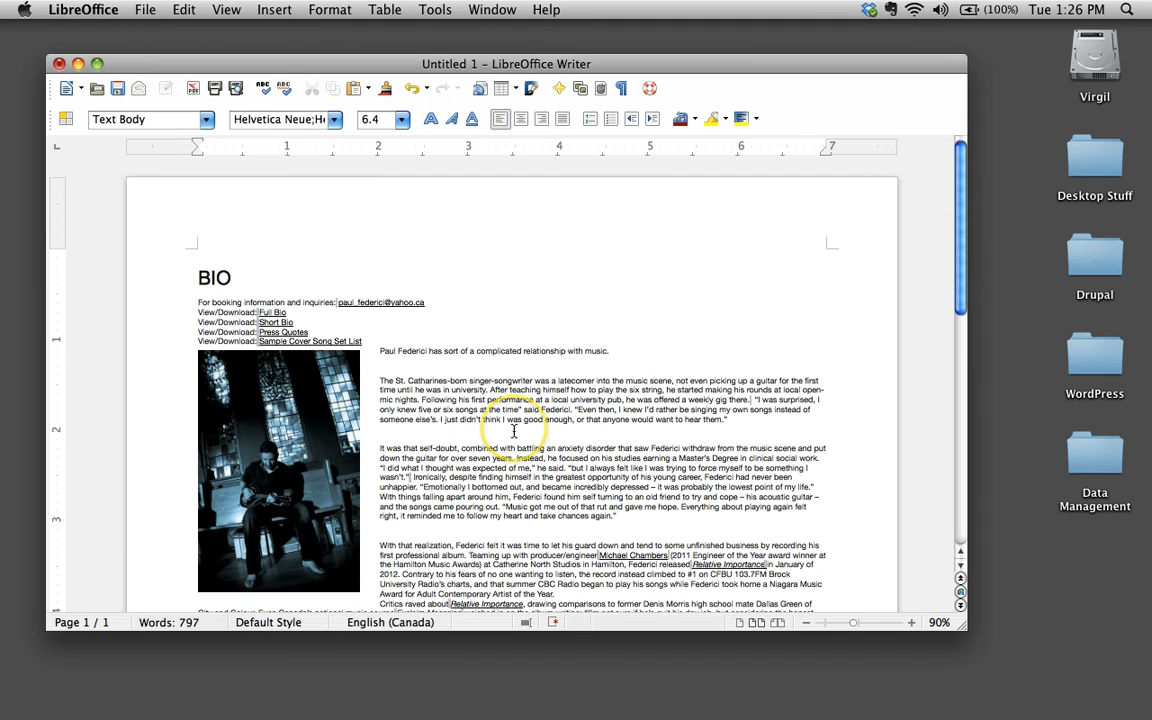 LibreOffice File Edit View Insert Format Table Tools Window Help (100%) Tue 1:26 PM
Untitled 1 - LibreOffice Writer
Text Body Helvetica Neue;He 6.4
1 2 3 4 5 6 7
BIO
For booking information and inquiries: paul_federici@yahoo.ca
View/Download: Full Bio
View/Download: Short Bio
View/Download: Press Quotes
View/Download: Sample Cover Song Set List
Paul Federici has sort of a complicated relationship with music.
The St. Catharines-born singer-songwriter was a latecomer into the music scene, not even picking up a guitar for the first
time until he was in university. After teaching himself how to play the six string, he started making his rounds at local open-
mic nights. Following his first performance at a local university pub, he was offered a weekly gig there. “I was surprised, I
only knew five or six songs at the time” said Federici. “Even then, I knew I’d rather be singing my own songs instead of
someone else’s. I just didn’t think I was good enough, or that anyone would want to hear them.”
It was that self-doubt, combined with battling an anxiety disorder that saw Federici withdraw from the music scene and put
down the guitar for over seven years. Instead, he focused on his studies earning a Master’s Degree in clinical social work.
“I did what I thought was expected of me,” he said. “but I always felt like I was trying to force myself to be something I
wasn’t.” Ironically, despite finding himself in the greatest opportunity of his young career, Federici had never been
unhappier. “Emotionally I bottomed out, and became incredibly depressed – it was probably the lowest point of my life.”
With things falling apart around him, Federici found him self turning to an old friend to try and cope – his acoustic guitar –
and the songs came pouring out. “Music got me out of that rut and gave me hope. Everything about playing again felt
right, it reminded me to follow my heart and take chances again.”
With that realization, Federici felt it was time to let his guard down and tend to some unfinished business by recording his
first professional album. Teaming up with producer/engineer Michael Chambers (2011 Engineer of the Year award winner at
the Hamilton Music Awards) at Catherine North Studios in Hamilton, Federici released Relative Importance in January of
2012. Contrary to his fears of no one wanting to listen, the record instead climbed to #1 on CFBU 103.7FM Brock
University Radio’s charts, and that summer CBC Radio began to play his songs while Federici took home a Niagara Music
Award for Adult Contemporary Artist of the Year.
Critics raved about Relative Importance, drawing comparisons to former Denis Morris high school mate Dallas Green of
Page 1 / 1 Words: 797 Default Style English (Canada) 90%
1
2
3
Virgil
Desktop Stuff
Drupal
WordPress
Data
Management